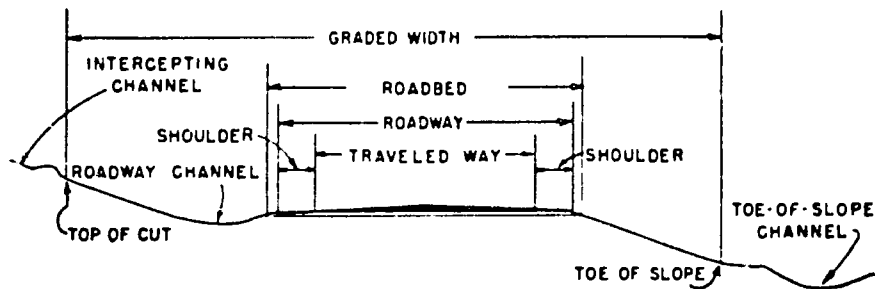 GRADED WIDTH
INTERCEPTING
CHANNEL
ROADBED
ROADWAY
SHOULDER
TRAVELED WAY
SHOULDER
ROADWAY CHANNEL
TOP OF CUT
TOE-OF-SLOPE
CHANNEL
TOE OF SLOPE